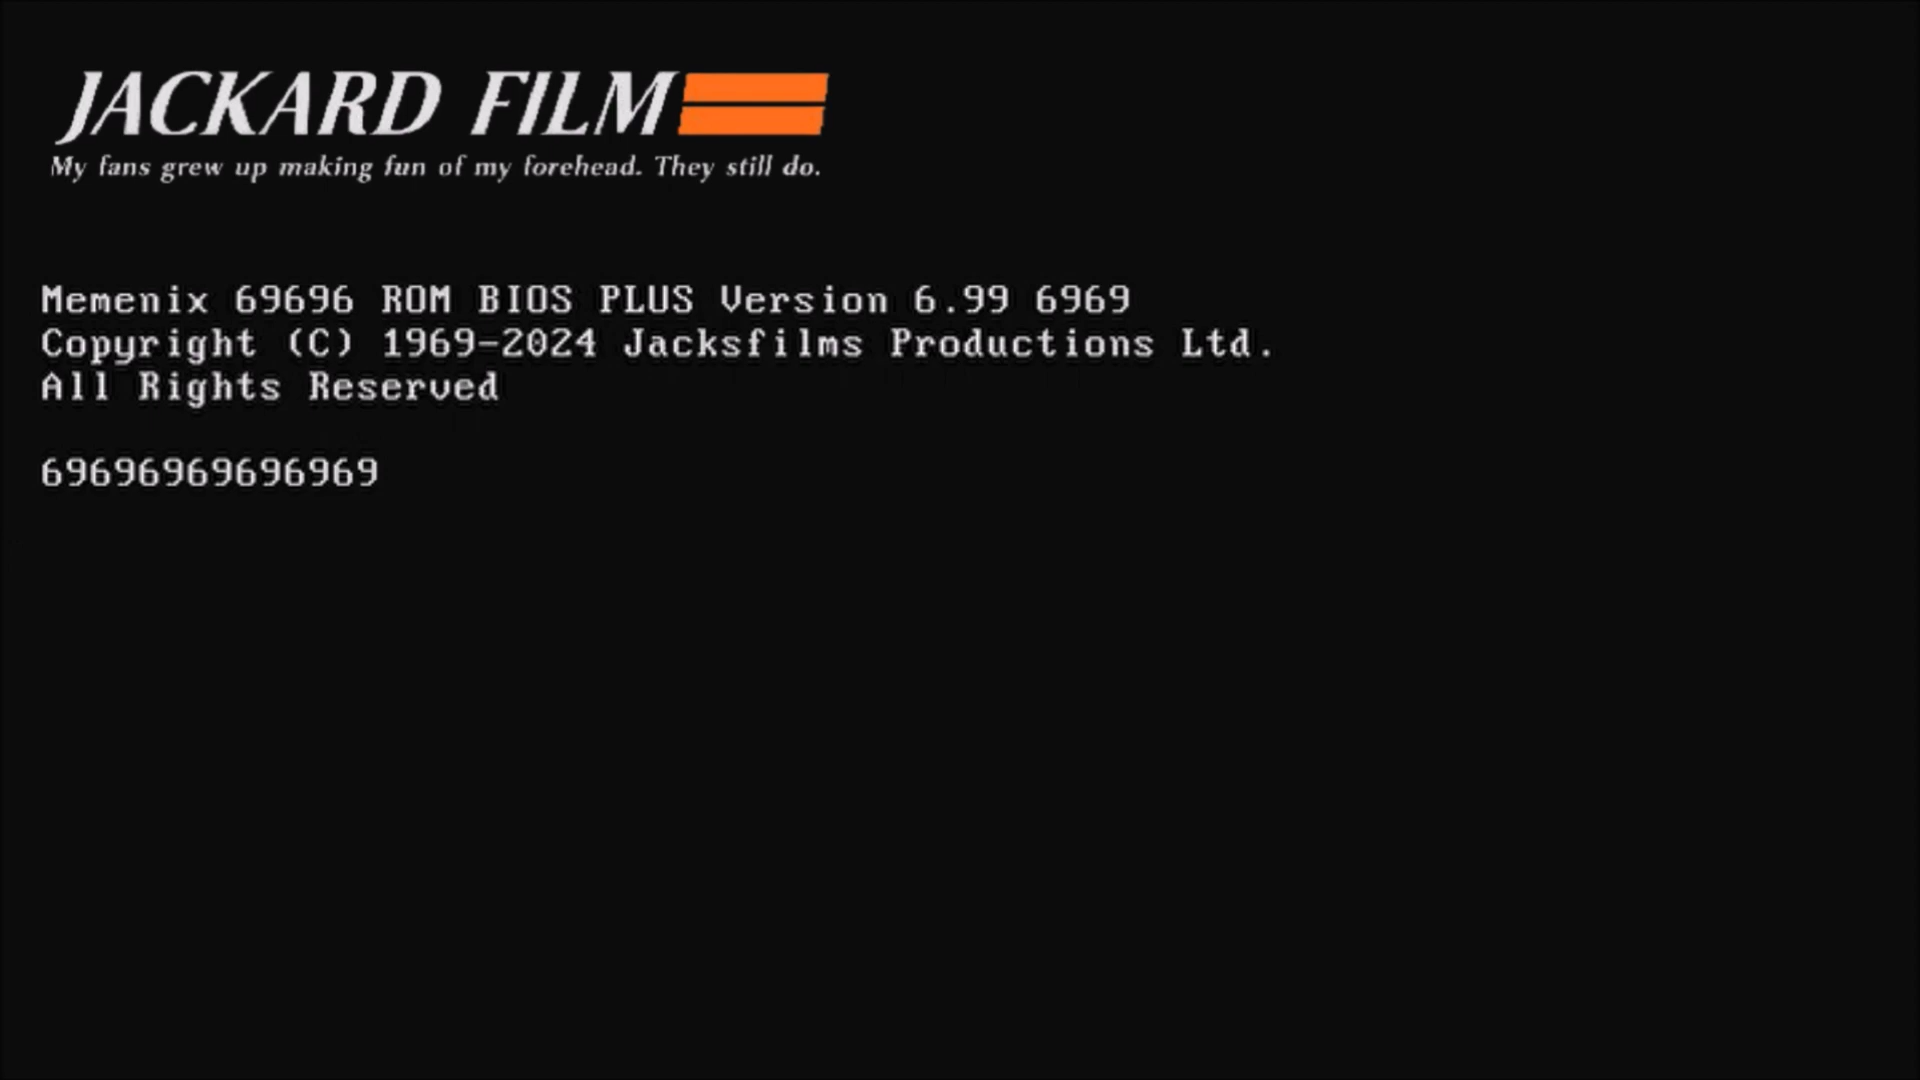 JACKARD FILM
My fans grew up making fun of my forehead. They still do.
Memenix 69696 ROM BIOS PLUS Version 6.99 6969
Copyright (C) 1969-2024 Jacksfilms Productions Ltd.
All Rights Reserved
69696969696969